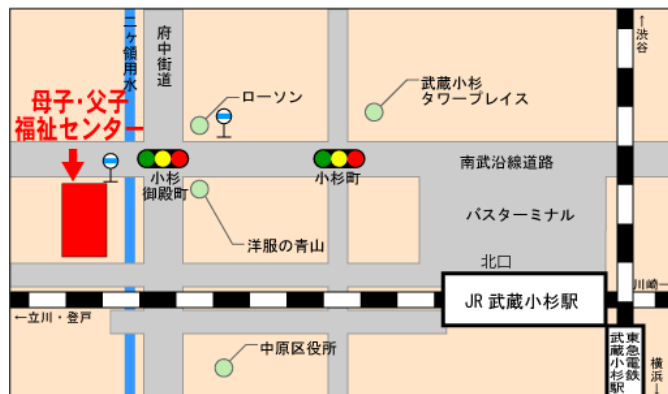 二ヶ領用水
府中街道
←渋谷
母子・父子
福祉センター
ローソン
武蔵小杉
タワープレイス
小杉
御殿町
小杉町
南武沿線道路
洋服の青山
バスターミナル
北口
JR 武蔵小杉駅
川崎→
←立川・登戸
中原区役所
東急電鉄
武蔵小杉駅
横浜→